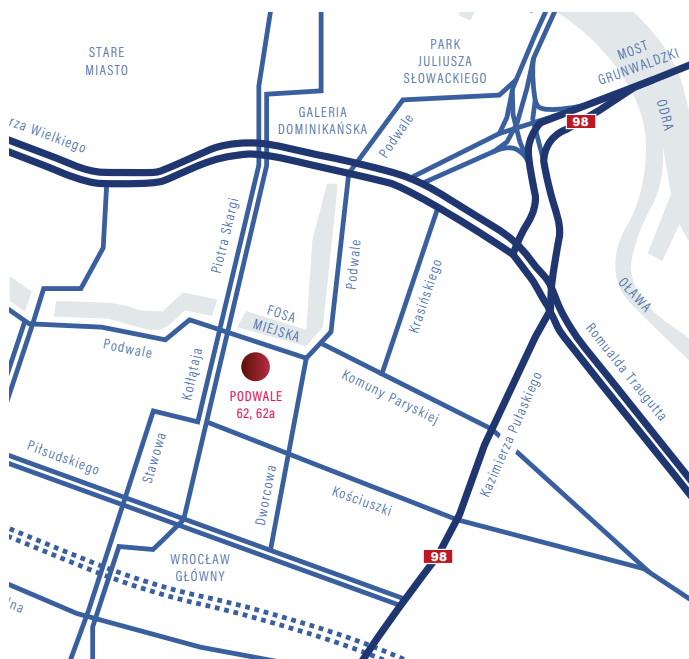 STARE
MIASTO
PARK
JULIUSZA
SŁOWACKIEGO
MOST
GRUNWALDZKI
ODRA
98
GALERIA
DOMINIKAŃSKA
Podwale
rza Wielkiego
Piotra Skargi
Podwale
Krasińskiego
OŁAWA
FOSA
MIEJSKA
Romualda Traugutta
Podwale
Kołłątaja
PODWALE
62, 62a
Komuny Paryskiej
Kazimierza Pułaskiego
Piłsudskiego
Stawowa
Dworcowa
Kościuszki
98
WROCŁAW
GŁÓWNY
lna